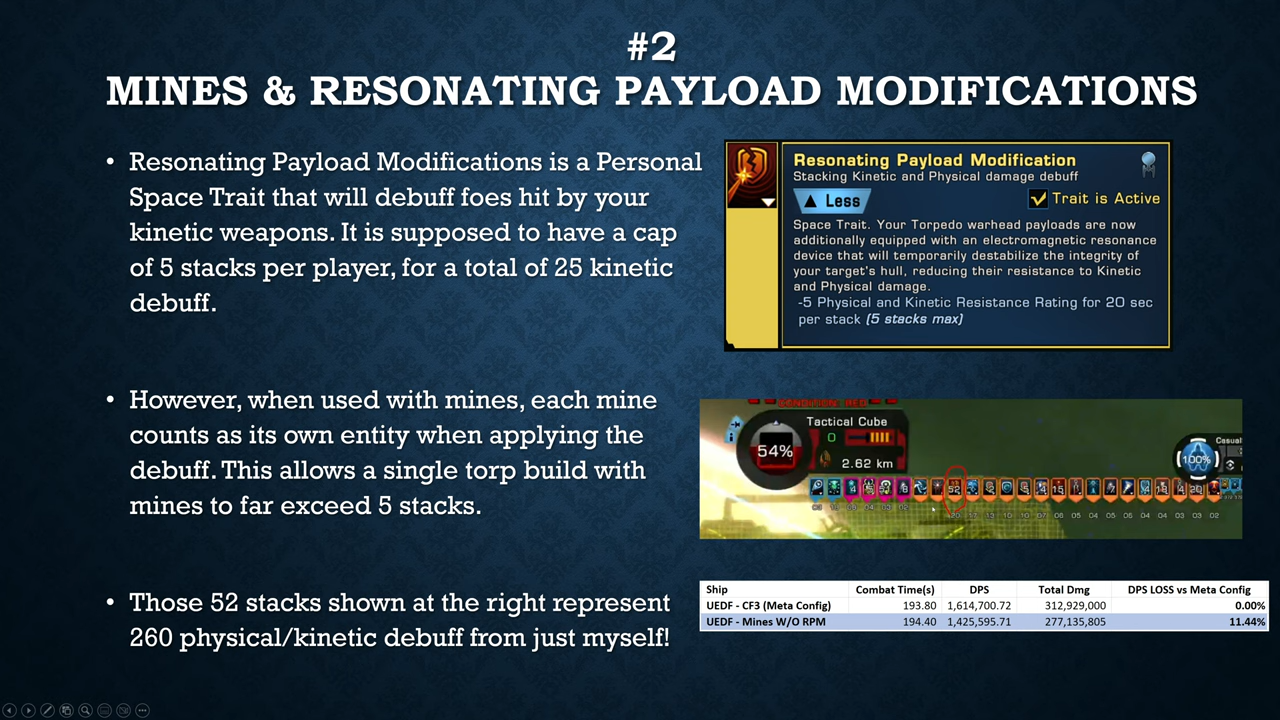 #2
MINES & RESONATING PAYLOAD MODIFICATIONS
• Resonating Payload Modifications is a Personal
Space Trait that will debuff foes hit by your
kinetic weapons. It is supposed to have a cap
of 5 stacks per player, for a total of 25 kinetic
debuff.
• However, when used with mines, each mine
counts as its own entity when applying the
debuff. This allows a single torp build with
mines to far exceed 5 stacks.
• Those 52 stacks shown at the right represent
260 physical/kinetic debuff from just myself!
Resonating Payload Modification
Stacking Kinetic and Physical damage debuff
▲ Less
Trait is Active
Space Trait. Your Torpedo warhead payloads are now
additionally equipped with an electromagnetic resonance
device that will temporarily destabilize the integrity of
your target's hull, reducing their resistance to Kinetic
and Physical damage.
-5 Physical and Kinetic Resistance Rating for 20 sec
per stack (5 stacks max)
CONDITION: RED
Tactical Cube
54%
0
2.62 km
Casual
100%
52
Ship Combat Time(s) DPS Total Dmg DPS LOSS vs Meta Config
UEDF - CF3 (Meta Config) 193.80 1,614,700.72 312,929,000 0.00%
UEDF - Mines W/O RPM 194.40 1,425,595.71 277,135,805 11.44%